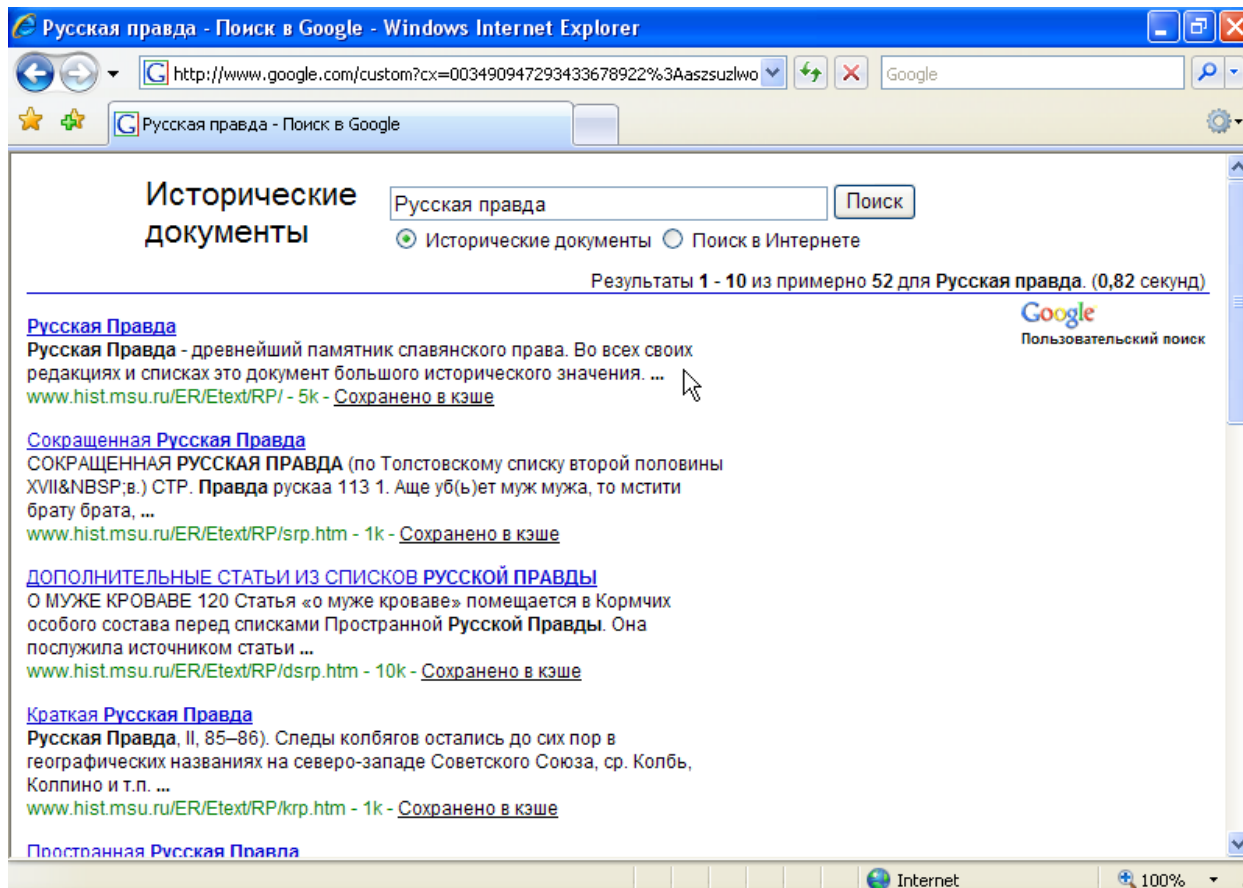 Русская правда - Поиск в Google - Windows Internet Explorer
http://www.google.com/custom?cx=003490947293433678922%3Aaszsuzlwo
Google
Русская правда - Поиск в Google
Исторические
документы
Русская правда
Поиск
Исторические документы Поиск в Интернете
Результаты 1 - 10 из примерно 52 для Русская правда. (0,82 секунд)
Google
Пользовательский поиск
Русская Правда
Русская Правда - древнейший памятник славянского права. Во всех своих
редакциях и списках это документ большого исторического значения. ...
www.hist.msu.ru/ER/Etext/RP/ - 5k - Сохранено в кэше
Сокращенная Русская Правда
СОКРАЩЕННАЯ РУССКАЯ ПРАВДА (по Толстовскому списку второй половины
XVII&NBSP;в.) СТР. Правда рускаа 113 1. Аще уб(ь)ет муж мужа, то мстити
брату брата, ...
www.hist.msu.ru/ER/Etext/RP/srp.htm - 1k - Сохранено в кэше
ДОПОЛНИТЕЛЬНЫЕ СТАТЬИ ИЗ СПИСКОВ РУССКОЙ ПРАВДЫ
О МУЖЕ КРОВАВЕ 120 Статья «о муже кроваве» помещается в Кормчих
особого состава перед списками Пространной Русской Правды. Она
послужила источником статьи ...
www.hist.msu.ru/ER/Etext/RP/dsrp.htm - 10k - Сохранено в кэше
Краткая Русская Правда
Русская Правда, II, 85–86). Следы колбягов остались до сих пор в
географических названиях на северо-западе Советского Союза, ср. Колбь,
Колпино и т.п. ...
www.hist.msu.ru/ER/Etext/RP/krp.htm - 1k - Сохранено в кэше
Пространная Русская Правда
Internet
100%